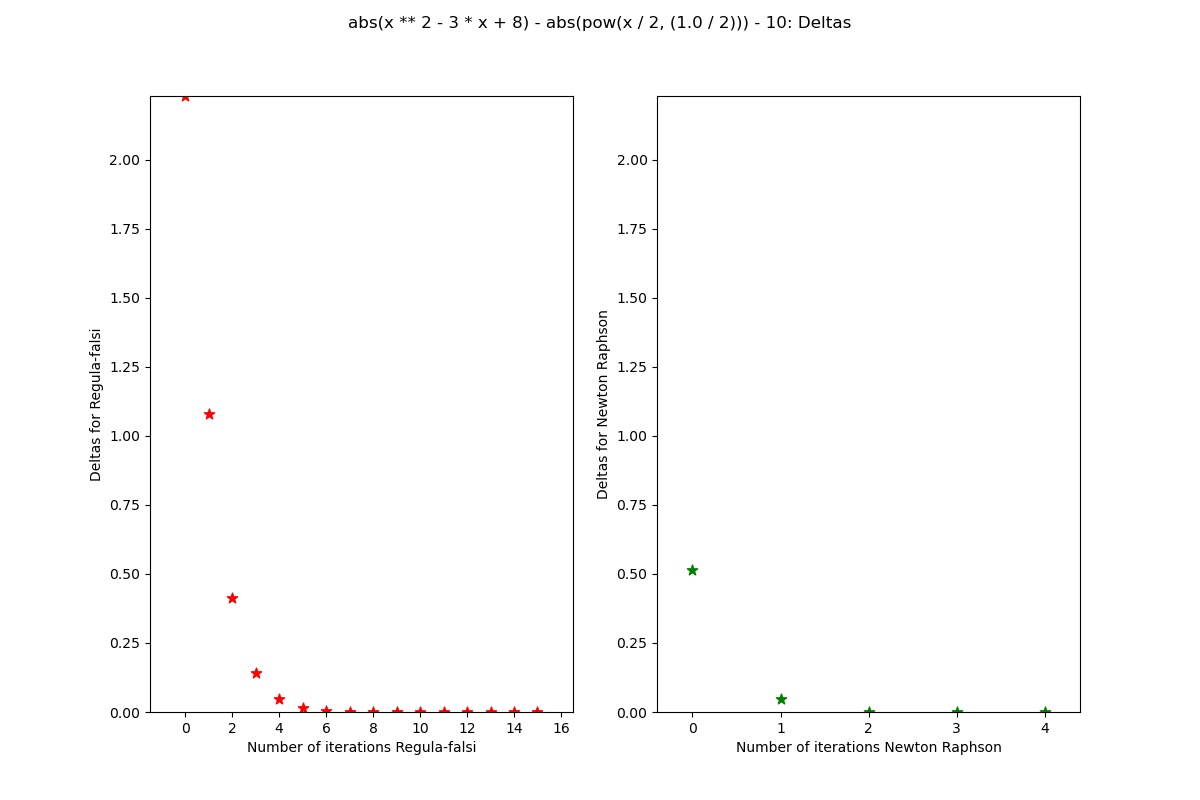 abs(x ** 2 - 3 * x + 8) - abs(pow(x / 2, (1.0 / 2))) - 10: Deltas
Deltas for Regula-falsi
2.00
1.75
1.50
1.25
1.00
0.75
0.50
0.25
0.00
0 2 4 6 8 10 12 14 16
Number of iterations Regula-falsi
Deltas for Newton Raphson
2.00
1.75
1.50
1.25
1.00
0.75
0.50
0.25
0.00
0 1 2 3 4
Number of iterations Newton Raphson